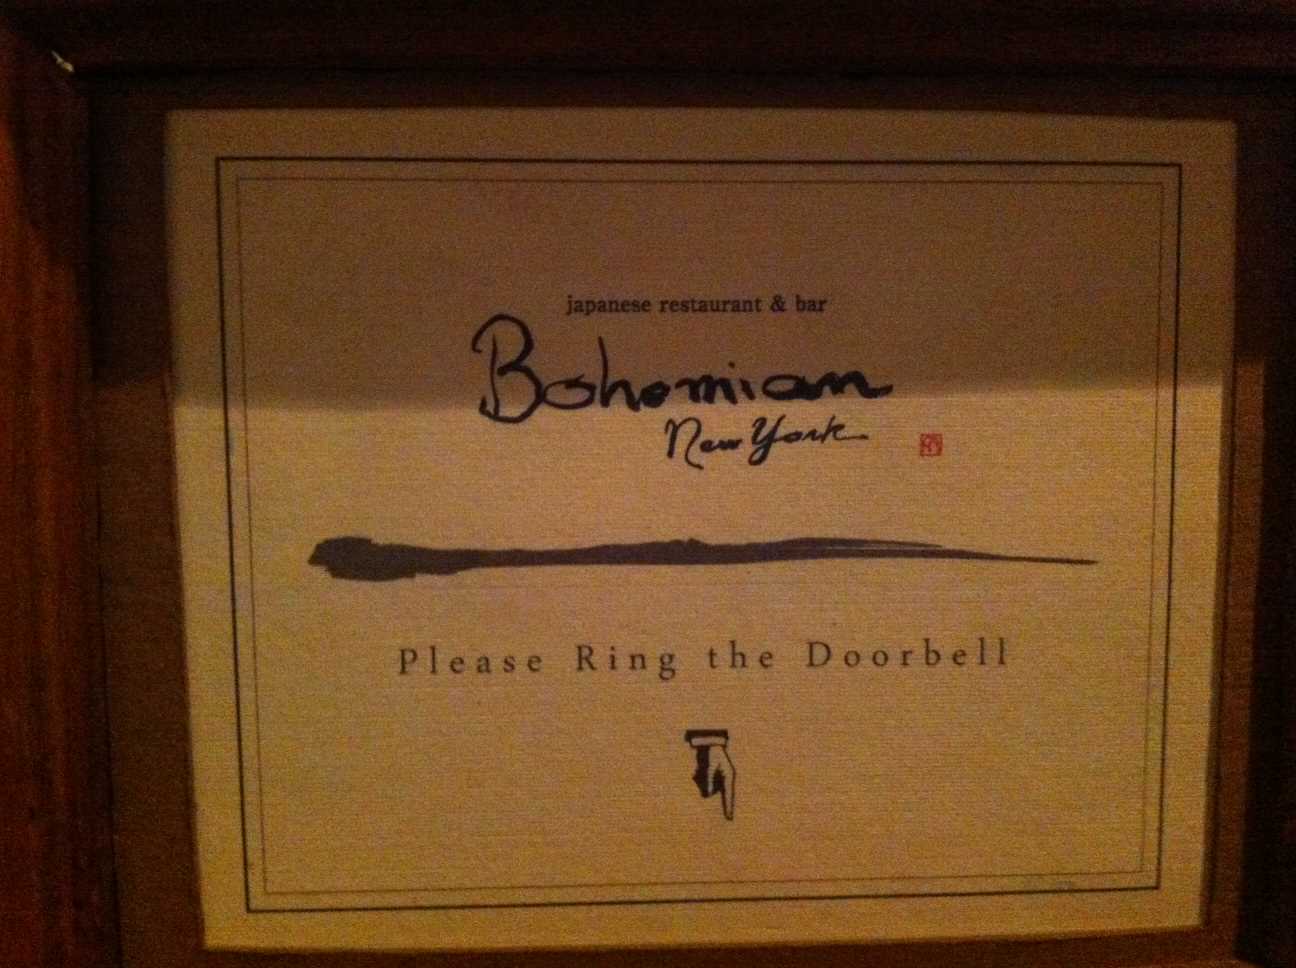 japanese restaurant & bar
Bohemian
New York
Please Ring the Doorbell